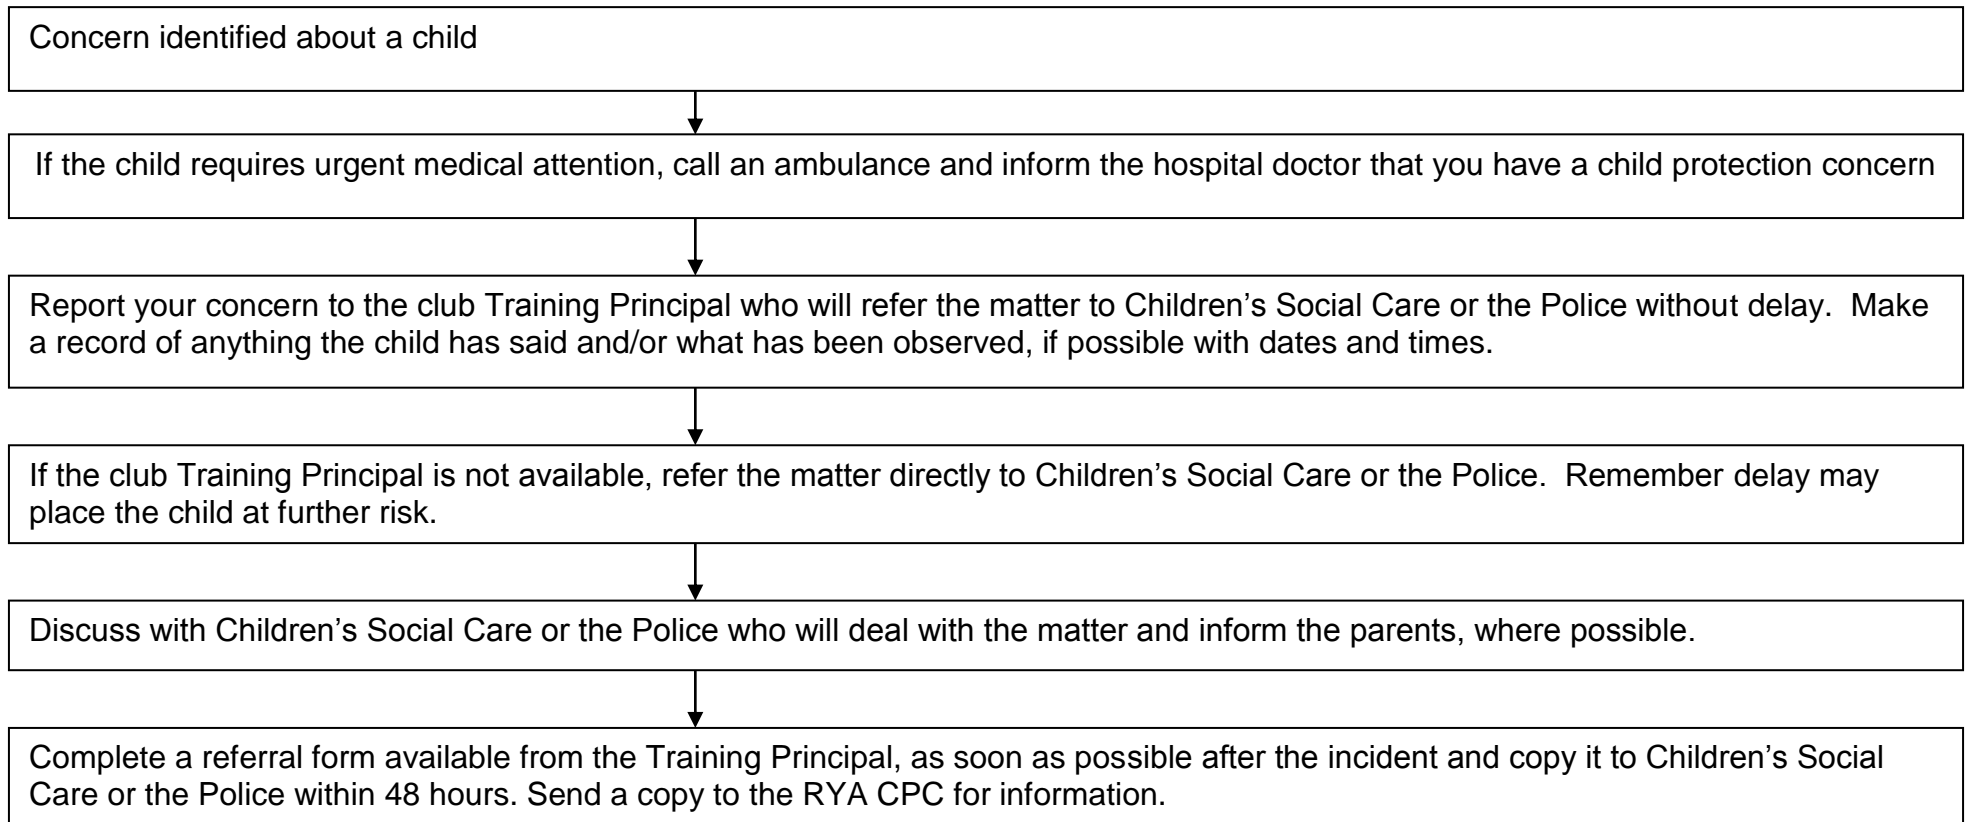 Concern identified about a child
If the child requires urgent medical attention, call an ambulance and inform the hospital doctor that you have a child protection concern
Report your concern to the club Training Principal who will refer the matter to Children’s Social Care or the Police without delay.  Make
a record of anything the child has said and/or what has been observed, if possible with dates and times.
If the club Training Principal is not available, refer the matter directly to Children’s Social Care or the Police.  Remember delay may
place the child at further risk.
Discuss with Children’s Social Care or the Police who will deal with the matter and inform the parents, where possible.
Complete a referral form available from the Training Principal, as soon as possible after the incident and copy it to Children’s Social
Care or the Police within 48 hours. Send a copy to the RYA CPC for information.